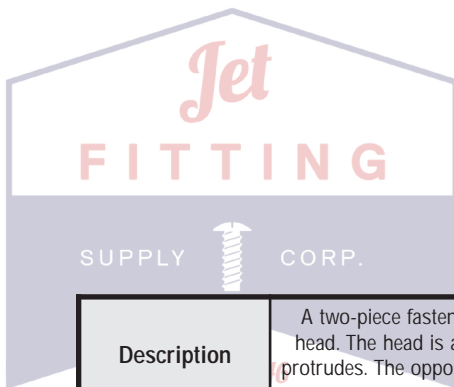 Jet
FITTING
SUPPLY CORP.
A two-piece fasten
head. The head is a
Description
protrudes. The oppo